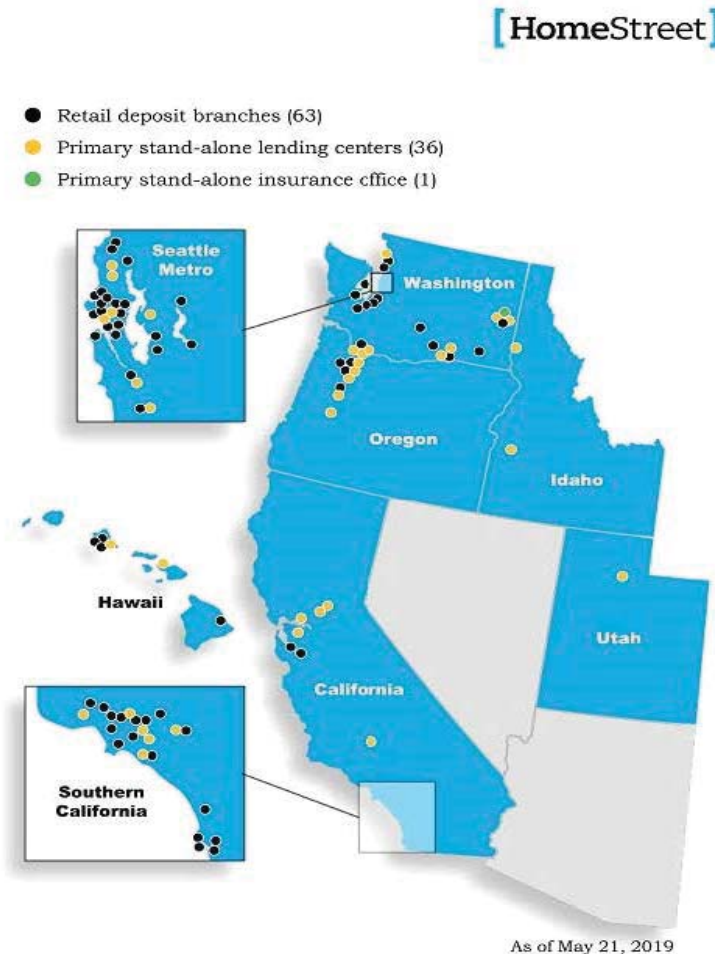 [HomeStreet]
Retail deposit branches (63)
Primary stand-alone lending centers (36)
Primary stand-alone insurance cffice (1)
Seattle
Metro
Washington
Oregon
Idaho
Hawaii
Utah
California
Southern
California
As of May 21, 2019